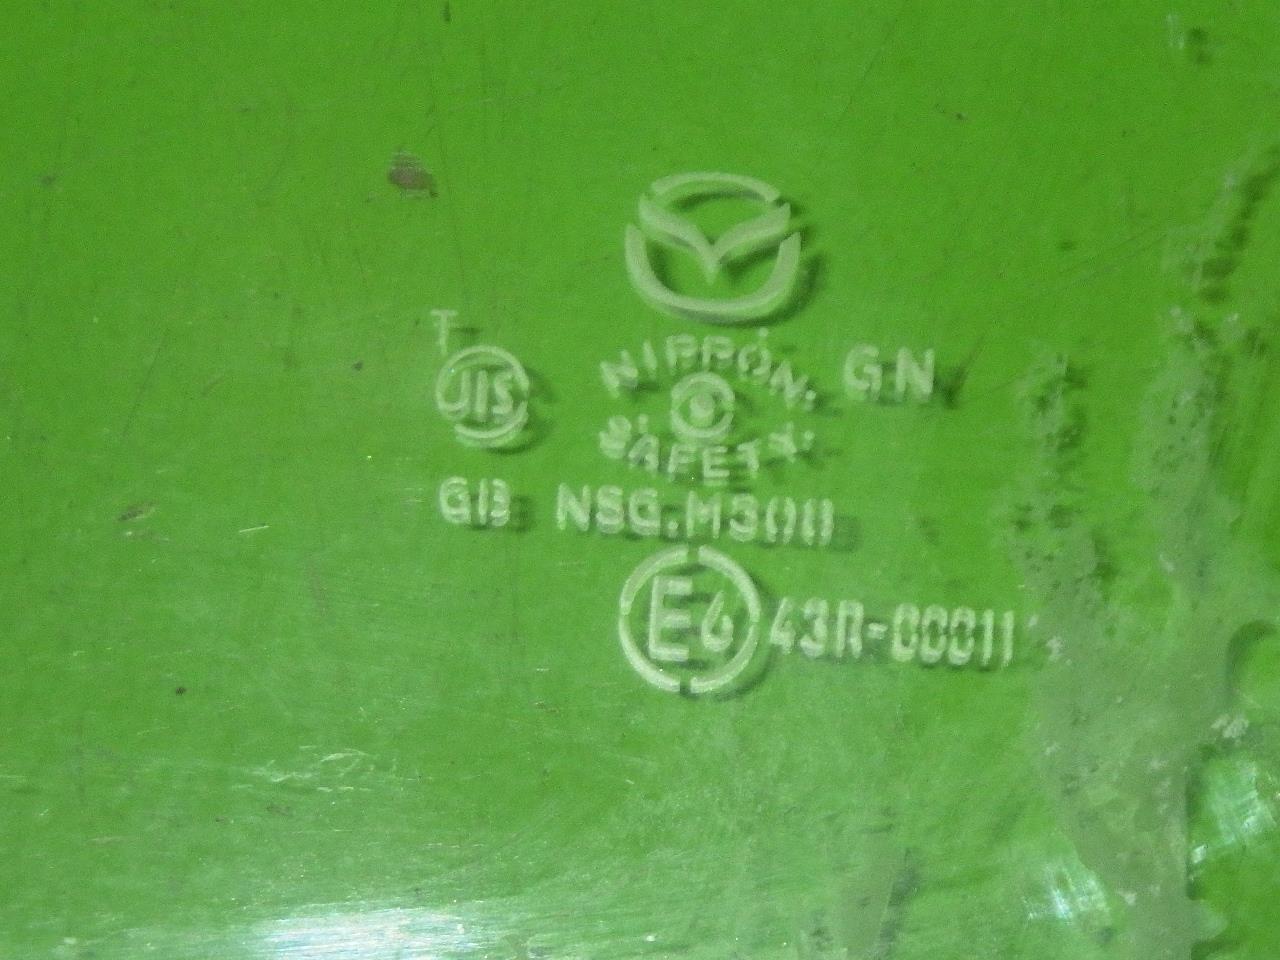 T
JIS
NIPPON.
GN
SAFETY.
GB NSG.M300
E6 43R-00011